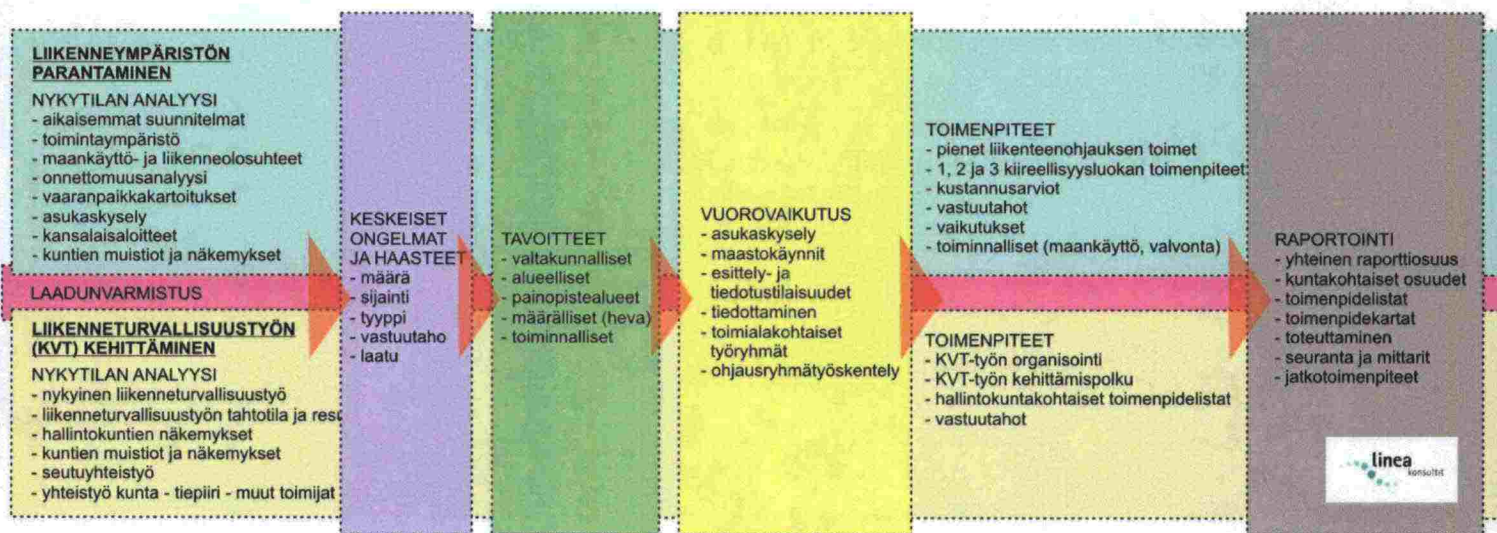 LIIKENNEYMPÄRISTÖN
PARANTAMINEN
NYKYTILAN ANALYYSI
- aikaisemmat suunnitelmat
- toimintaympäristö
- maankäyttö- ja liikenneolosuhteet
- onnettomuusanalyysi
- vaaranpaikkakartoitukset
- asukaskysely
- kansalaisaloitteet
- kuntien muistiot ja näkemykset
LAADUNVARMISTUS
LIIKENNETURVALLISUUSTYÖN
(KVT) KEHITTÄMINEN
NYKYTILAN ANALYYSI
- nykyinen liikenneturvallisuustyö
- liikenneturvallisuustyön tahtotila ja resu
- hallintokuntien näkemykset
- kuntien muistiot ja näkemykset
- seutuyhteistyö
- yhteistyö kunta - tiepiiri - muut toimijat
KESKEISET
ONGELMAT
JA HAASTEET
- määrä
- sijainti
- tyyppi
- vastuutaho
- laatu
TAVOITTEET
- valtakunnalliset
- alueelliset
- painopistealueet
- määrälliset (heva)
- toiminnalliset
VUOROVAIKUTUS
- asukaskysely
- maastokäynnit
- esittely- ja
tiedotustilaisuudet
- tiedottaminen
- toimialakohtaiset
työryhmät
- ohjausryhmätyöskentely
TOIMENPITEET
- pienet liikenteenohjauksen toimet
- 1, 2 ja 3 kiireellisyysluokan toimenpiteet
- kustannusarviot
- vastuutahot
- vaikutukset
- toiminnalliset (maankäyttö, valvonta)
TOIMENPITEET
- KVT-työn organisointi
- KVT-työn kehittämispolku
- hallintokuntakohtaiset toimenpidelistat
- vastuutahot
RAPORTOINTI
- yhteinen raporttiosuus
- kuntakohtaiset osuudet
- toimenpidelistat
- toimenpidekartat
- toteuttaminen
- seuranta ja mittarit
- jatkotoimenpiteet
linea
konsultit